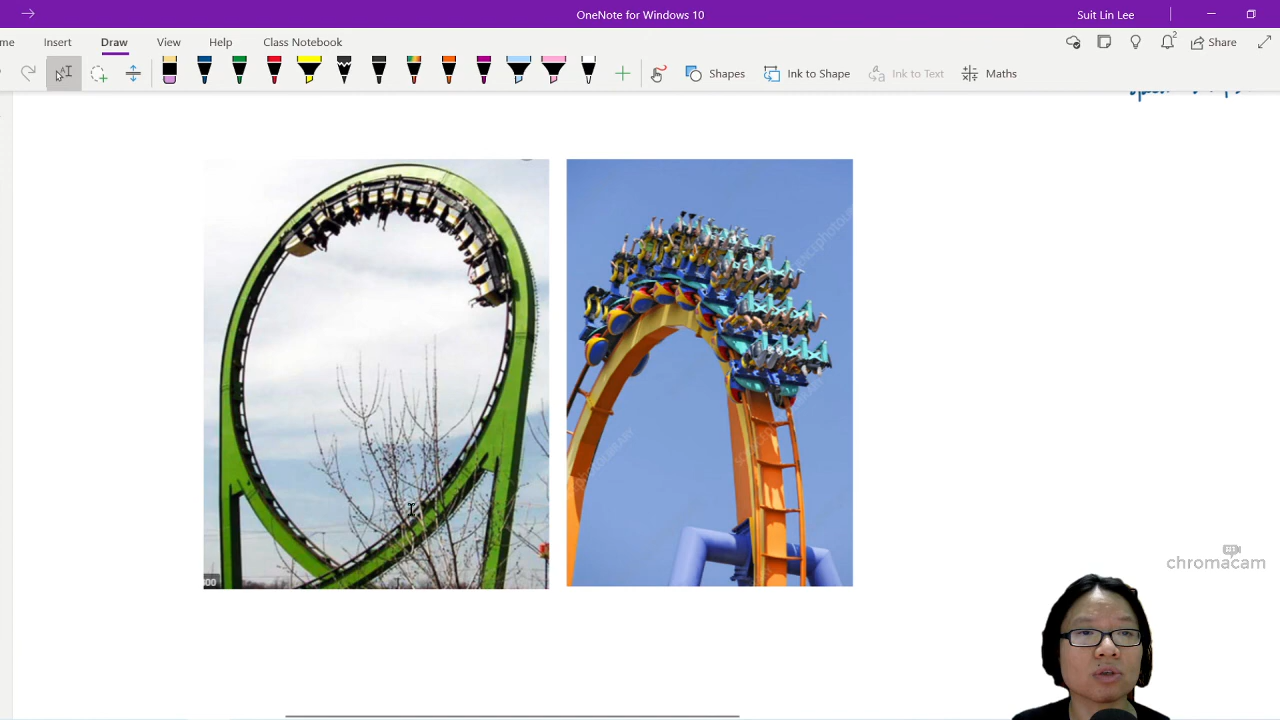 OneNote for Windows 10
Suit Lin Lee
Insert
Draw
View
Help
Class Notebook
2
Share
Shapes
Ink to Shape
Ink to Text
Maths
chromacam